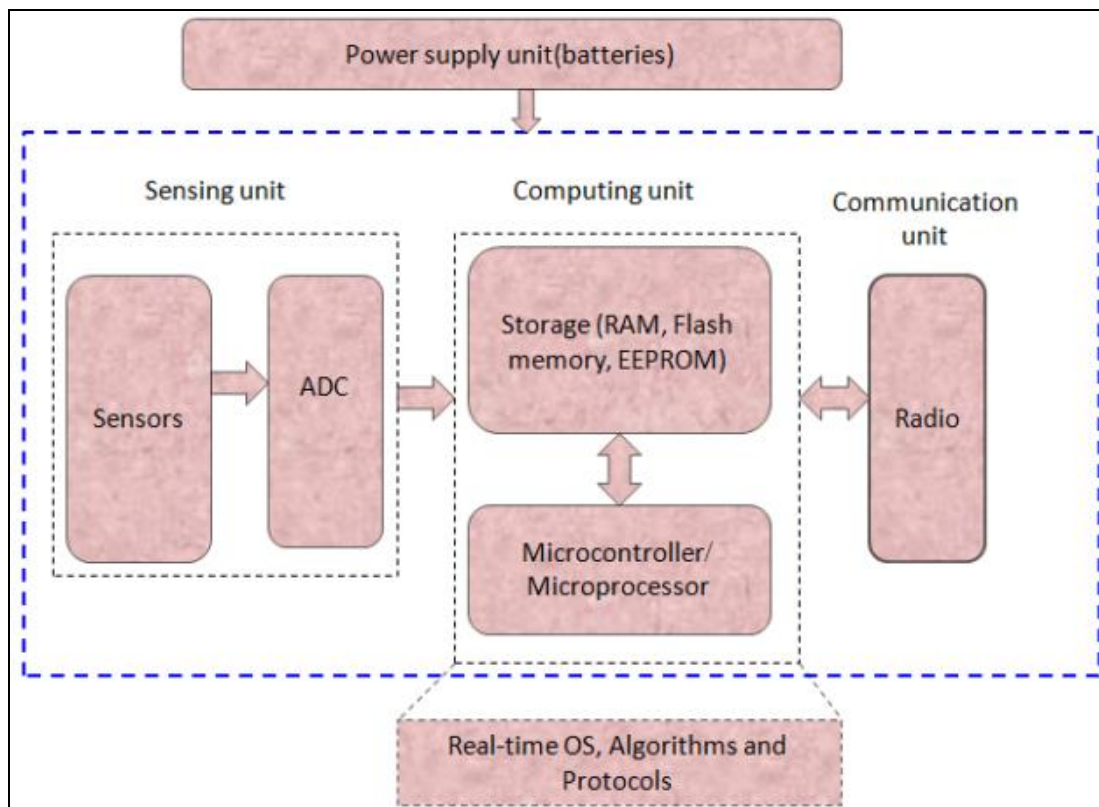 Power supply unit(batteries)
Sensing unit
Computing unit
Communication
unit
Sensors
ADC
Storage (RAM, Flash
memory, EEPROM)
Microcontroller/
Microprocessor
Radio
Real-time OS, Algorithms and
Protocols